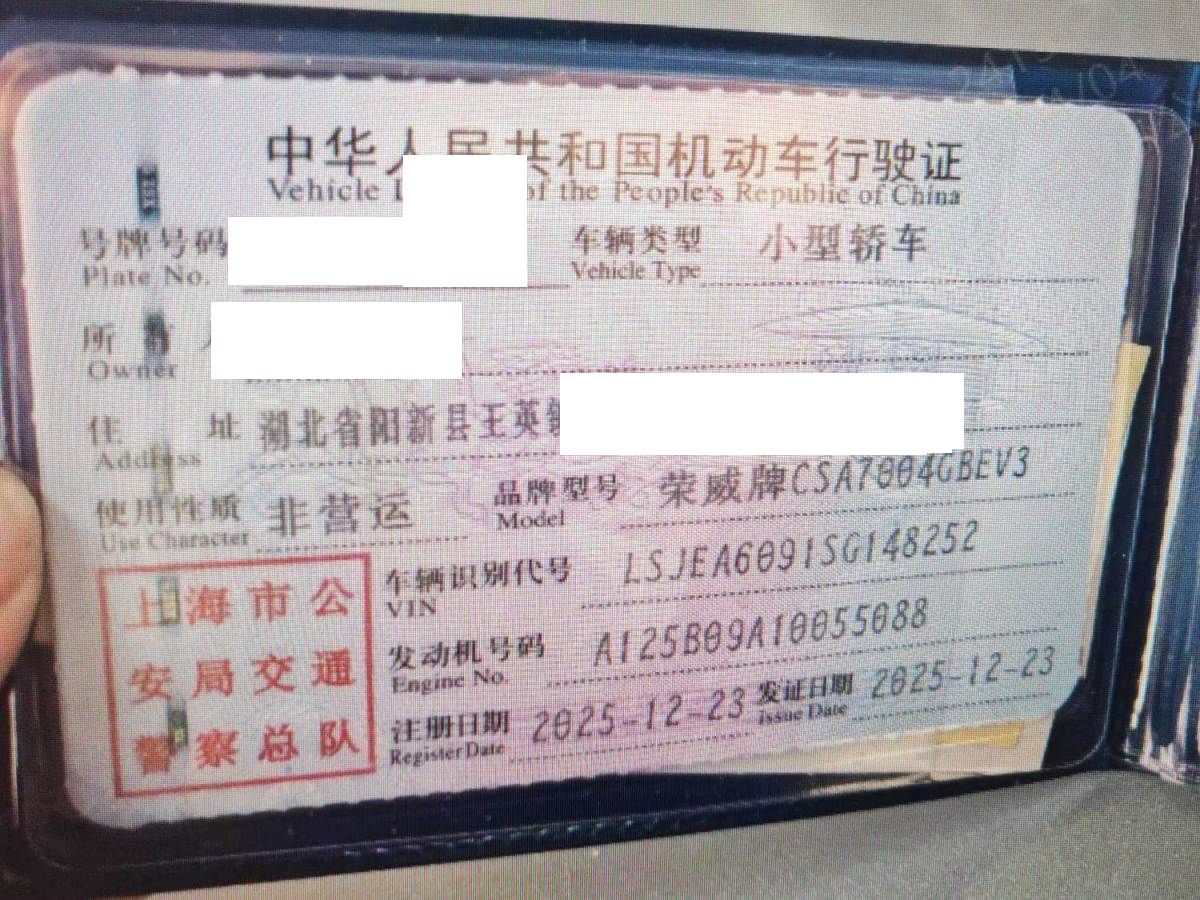 中华人民共和国机动车行驶证
Vehicle of the People's Republic of China
号牌号码 车辆类型 小型轿车
Plate No. Vehicle Type
所有人
Owner
住址 湖北省阳新县王英
Address
使用性质 非营运 品牌型号 荣威牌CSA7004GBEV3
Use Character Model
车辆识别代号 LSJEA6091SG148252
VIN
发动机号码 A125B09A10055088
Engine No.
注册日期 2025-12-23 发证日期 2025-12-23
Register Date Issue Date
上海市公
安局交通
警察总队